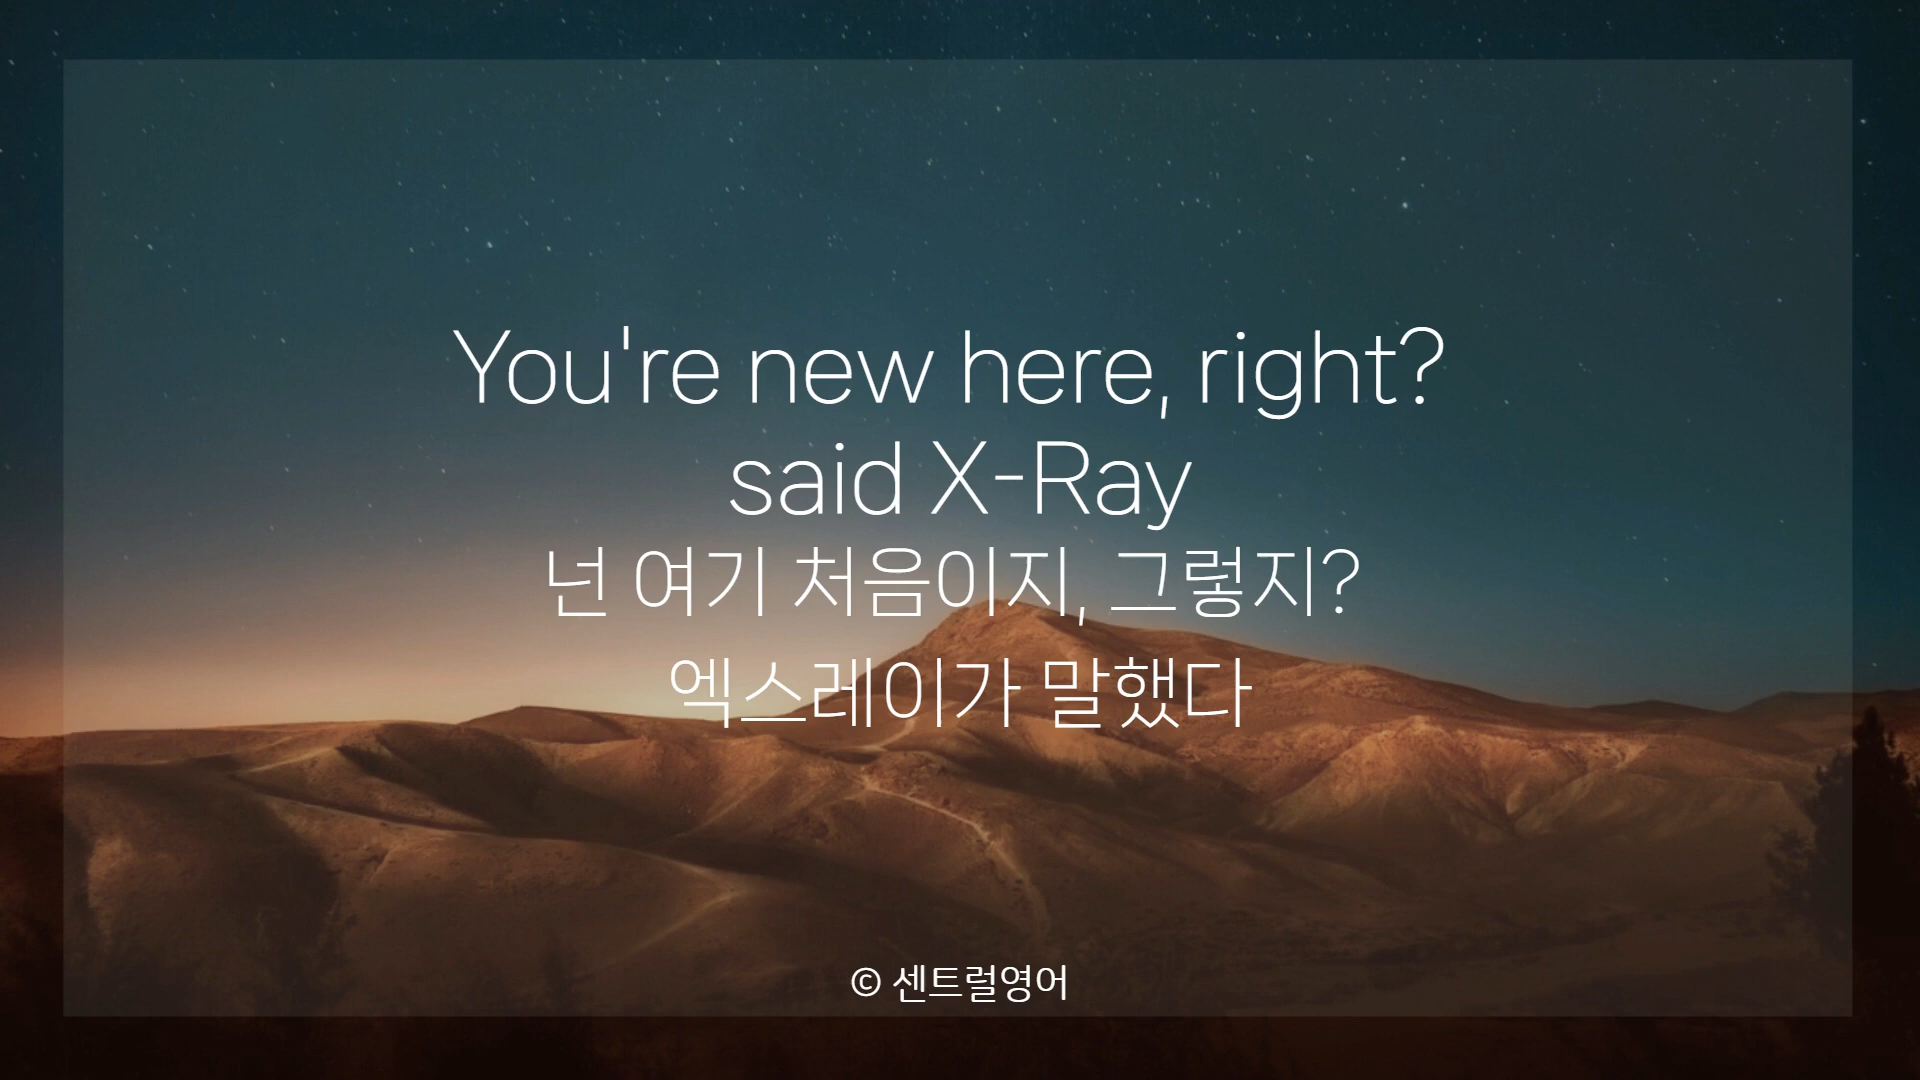 You're new here, right?
said X-Ray
넌 여기 처음이지, 그렇지?
엑스레이가 말했다
© 센트럴영어